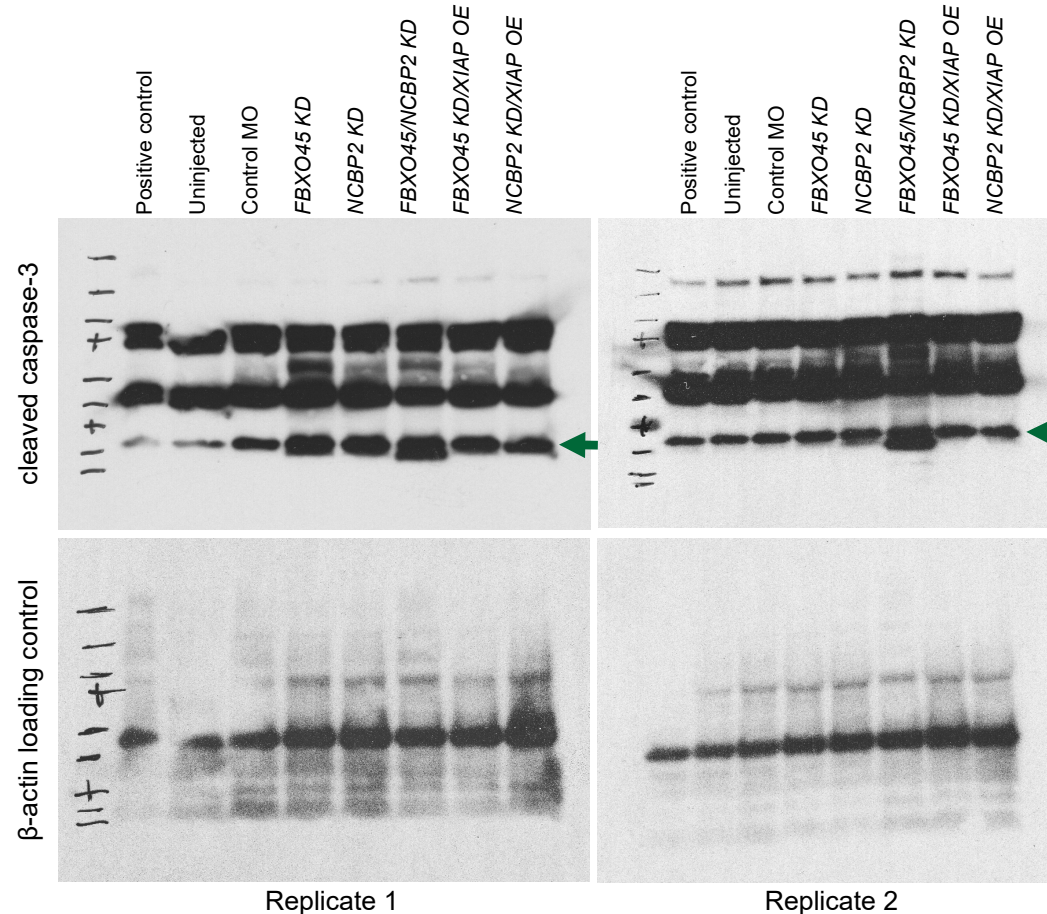 Positive control
Uninjected
Control MO
FBXO45 KD
NCBP2 KD
FBXO45/NCBP2 KD
FBXO45 KD/XIAP OE
NCBP2 KD/XIAP OE
Positive control
Uninjected
Control MO
FBXO45 KD
NCBP2 KD
FBXO45/NCBP2 KD
FBXO45 KD/XIAP OE
NCBP2 KD/XIAP OE
cleaved caspase-3
β-actin loading control
Replicate 1
Replicate 2